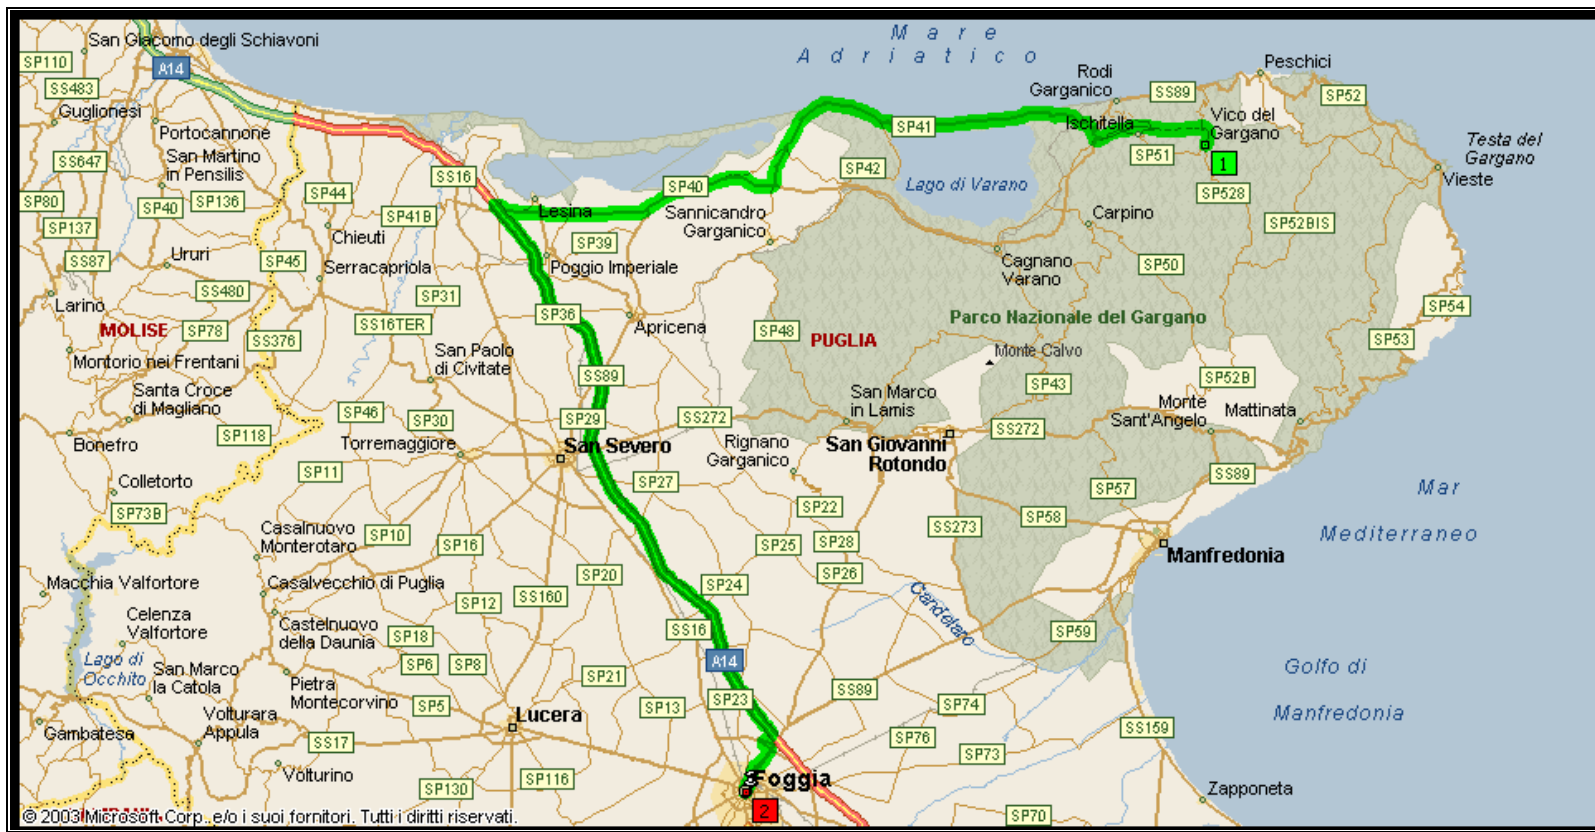 Mare
Adriatico
San Giacomo degli Schiavoni
SP110
A14
SS483
Guglionesi
Portocannone
SS647
San Martino
in Pensilis
SP80
SP40
SP136
SP137
SS87
Ururi
SP44
SP41B
Chieuti
SP45
Serracapriola
SS480
Larino
MOLISE
SP78
SS376
Montorio nei Frentani
Santa Croce
di Magliano
Bonefro
SP118
Colletorto
SP73B
SS16
Lesina
SP39
Poggio Imperiale
SP31
SS16TER
SP36
Apricena
San Paolo
di Civitate
SS89
SP46
SP30
SP29
Torremaggiore
San Severo
SP11
SP27
SP40
Sannicandro
Garganico
SP42
SP41
Lago di Varano
Rodi
Garganico
SS89
Peschici
SP52
Ischitella
Vico del
Gargano
SP51
1
SP528
Testa del
Gargano
Vieste
Carpino
SP52BIS
Cagnano
Varano
SP50
Parco Nazionale del Gargano
SP54
SP53
SP48
PUGLIA
Monte Calvo
SP43
SP52B
San Marco
in Lamis
Monte
Sant'Angelo
Mattinata
SS272
Rignano
Garganico
San Giovanni
Rotondo
SS272
SS89
SP57
SP22
SS273
SP58
SP25
SP28
SP26
Manfredonia
Mar
Mediterraneo
Casalnuovo
Monterotaro
SP10
SP16
Macchia Valfortore
Casalvecchio di Puglia
SP20
SP24
SP12
SS160
Celenza
Valfortore
Castelnuovo
della Daunia
SP18
SS16
Candelaro
SP59
Lago di
Occhito
San Marco
la Catola
SP6
SP8
A14
SP21
Pietra
Montecorvino
SP5
SP13
SP23
SS89
SP74
Golfo di
Manfredonia
Gambatesa
Volturara
Appula
SS17
Lucera
SP76
SP73
SS159
Volturino
SP116
SP130
Foggia
2
Zapponeta
SP70
© 2003 Microsoft Corp. e/o i suoi fornitori. Tutti i diritti riservati.